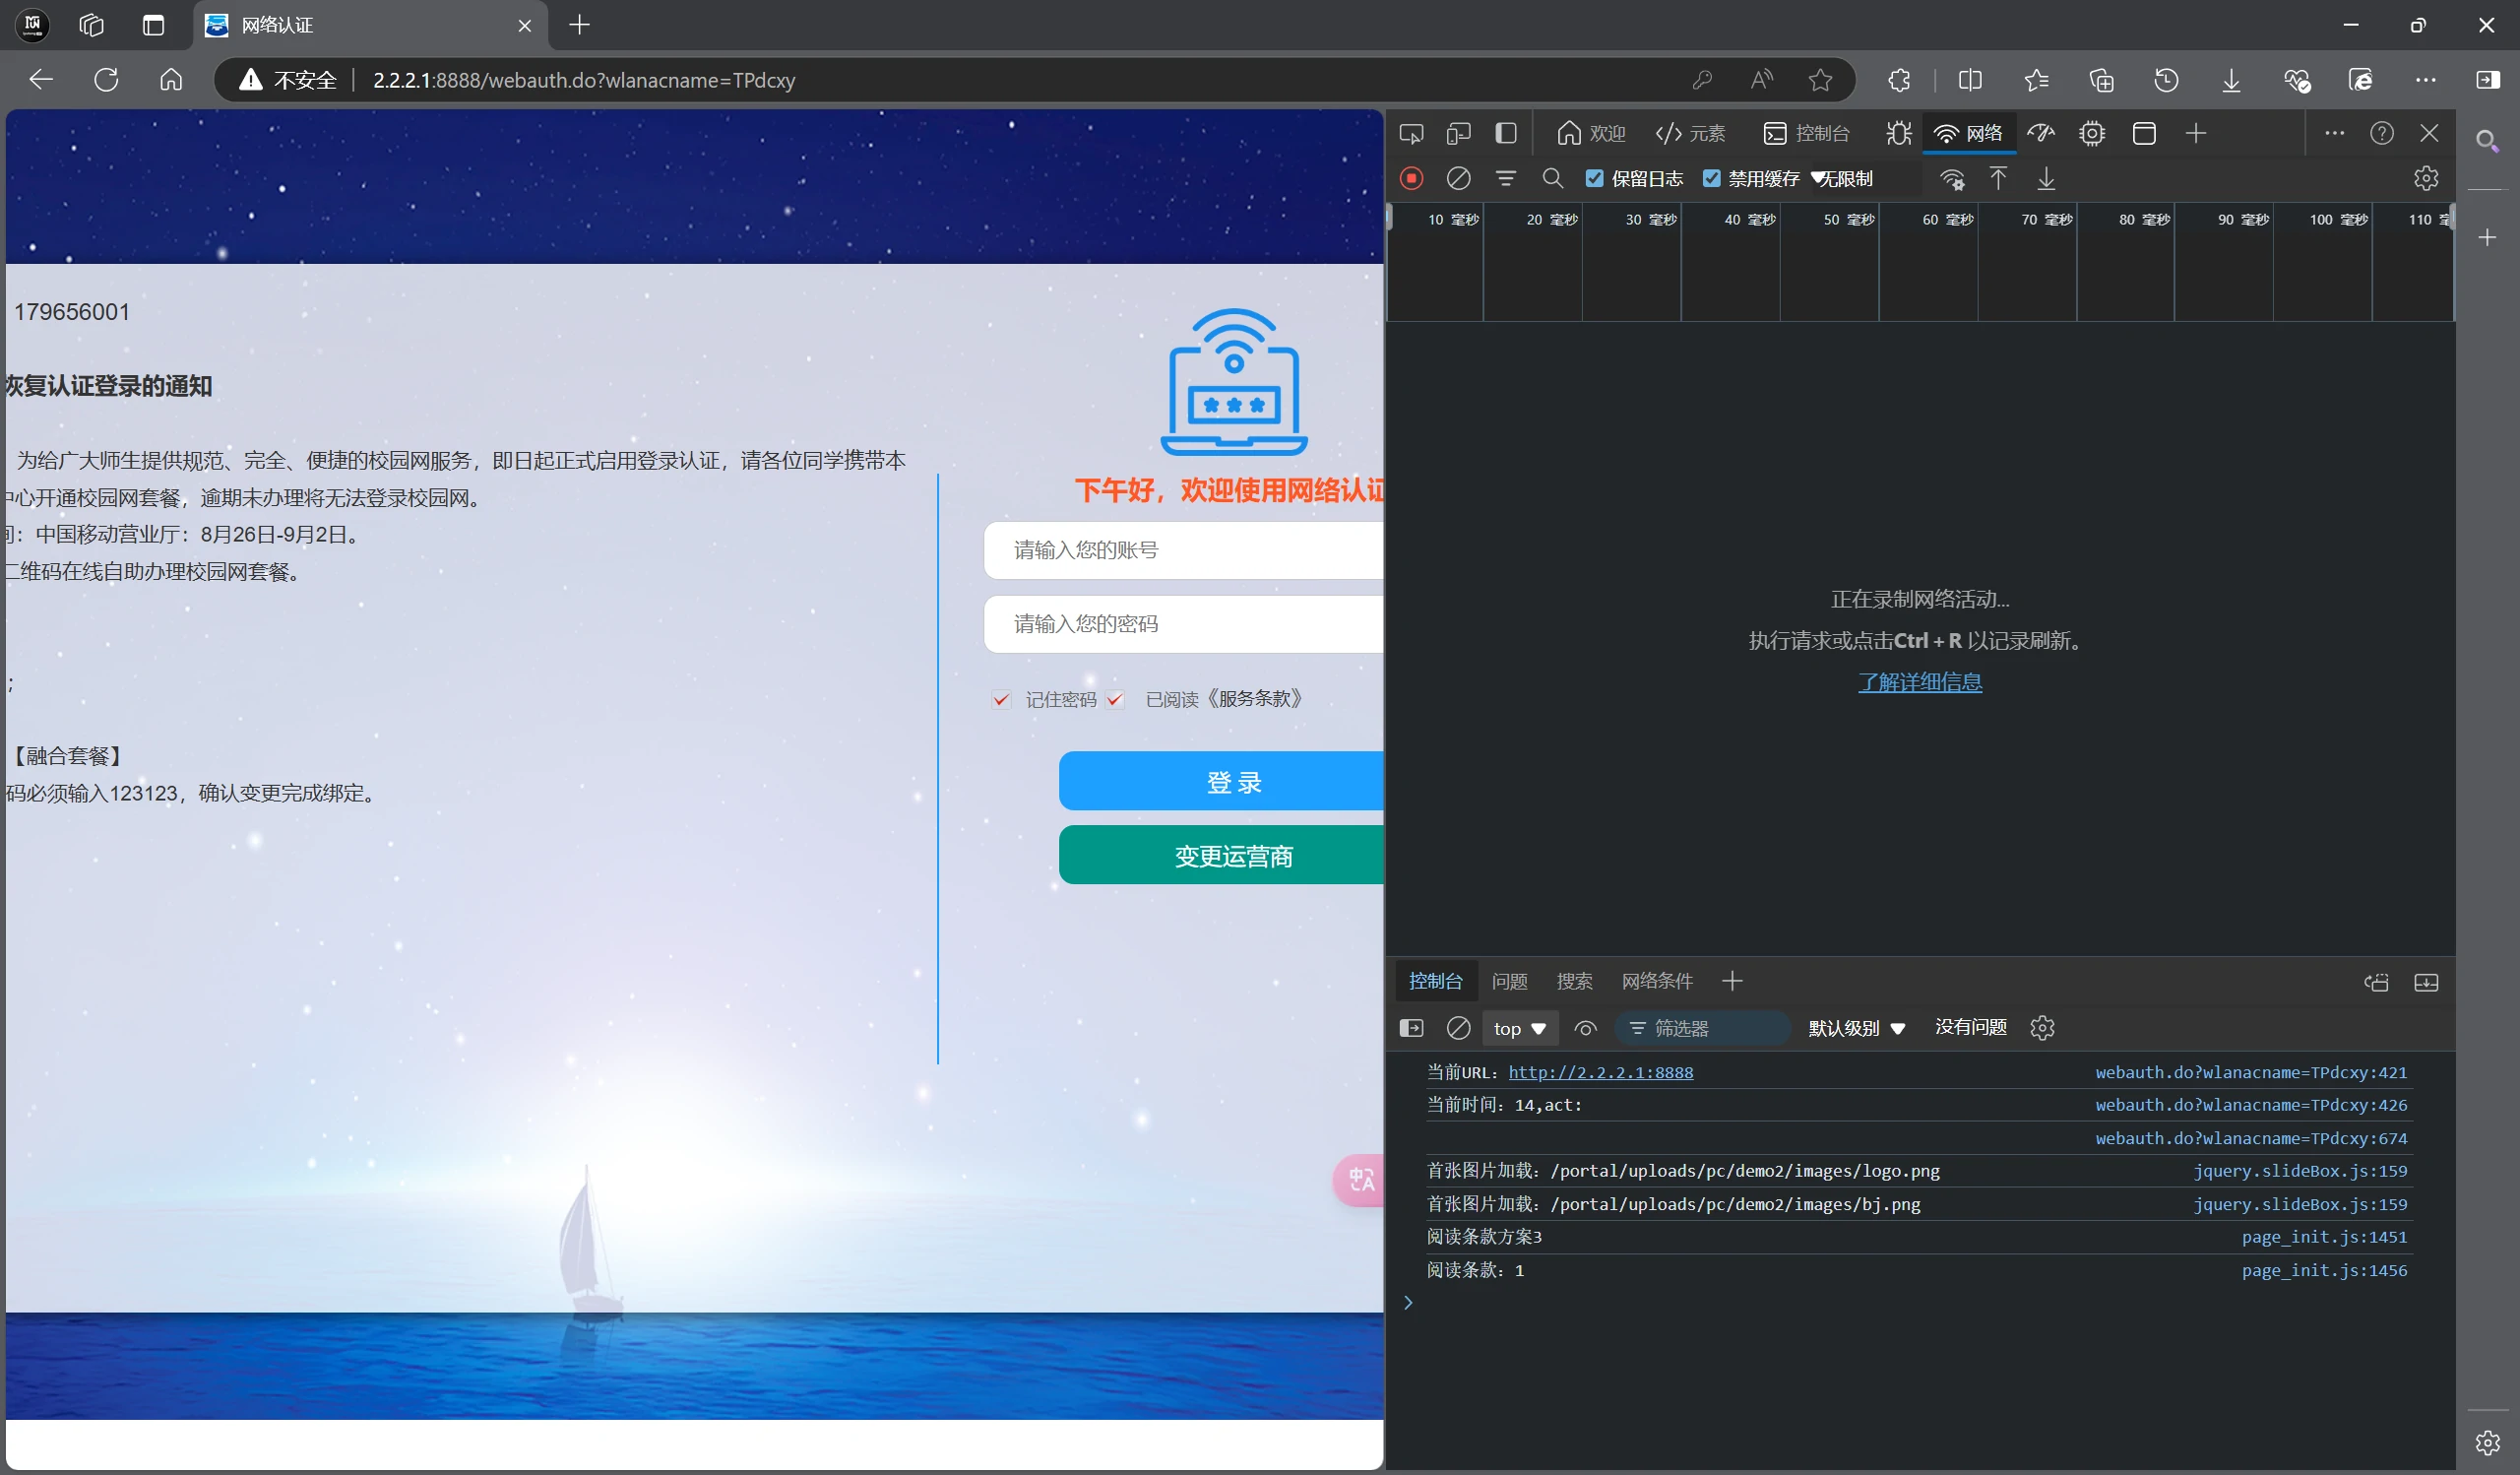 网络认证
不安全 2.2.2.1:8888/webauth.do?wlanacname=TPdcxy
179656001
恢复认证登录的通知
为给广大师生提供规范、完全、便捷的校园网服务，即日起正式启用登录认证，请各位同学携带本
中心开通校园网套餐，逾期未办理将无法登录校园网。
间：中国移动营业厅：8月26日-9月2日。
二维码在线自助办理校园网套餐。
;
【融合套餐】
码必须输入123123，确认变更完成绑定。
下午好，欢迎使用网络认证
请输入您的账号
请输入您的密码
记住密码 已阅读《服务条款》
登 录
变更运营商
欢迎 元素 控制台 网络
保留日志 禁用缓存 无限制
10 毫秒 20 毫秒 30 毫秒 40 毫秒 50 毫秒 60 毫秒 70 毫秒 80 毫秒 90 毫秒 100 毫秒 110 毫
正在录制网络活动...
执行请求或点击Ctrl + R 以记录刷新。
了解详细信息
控制台 问题 搜索 网络条件
top 筛选器 默认级别 没有问题
当前URL: http://2.2.2.1:8888 webauth.do?wlanacname=TPdcxy:421
当前时间: 14,act: webauth.do?wlanacname=TPdcxy:426
webauth.do?wlanacname=TPdcxy:674
首张图片加载: /portal/uploads/pc/demo2/images/logo.png jquery.slideBox.js:159
首张图片加载: /portal/uploads/pc/demo2/images/bj.png jquery.slideBox.js:159
阅读条款方案3 page_init.js:1451
阅读条款: 1 page_init.js:1456